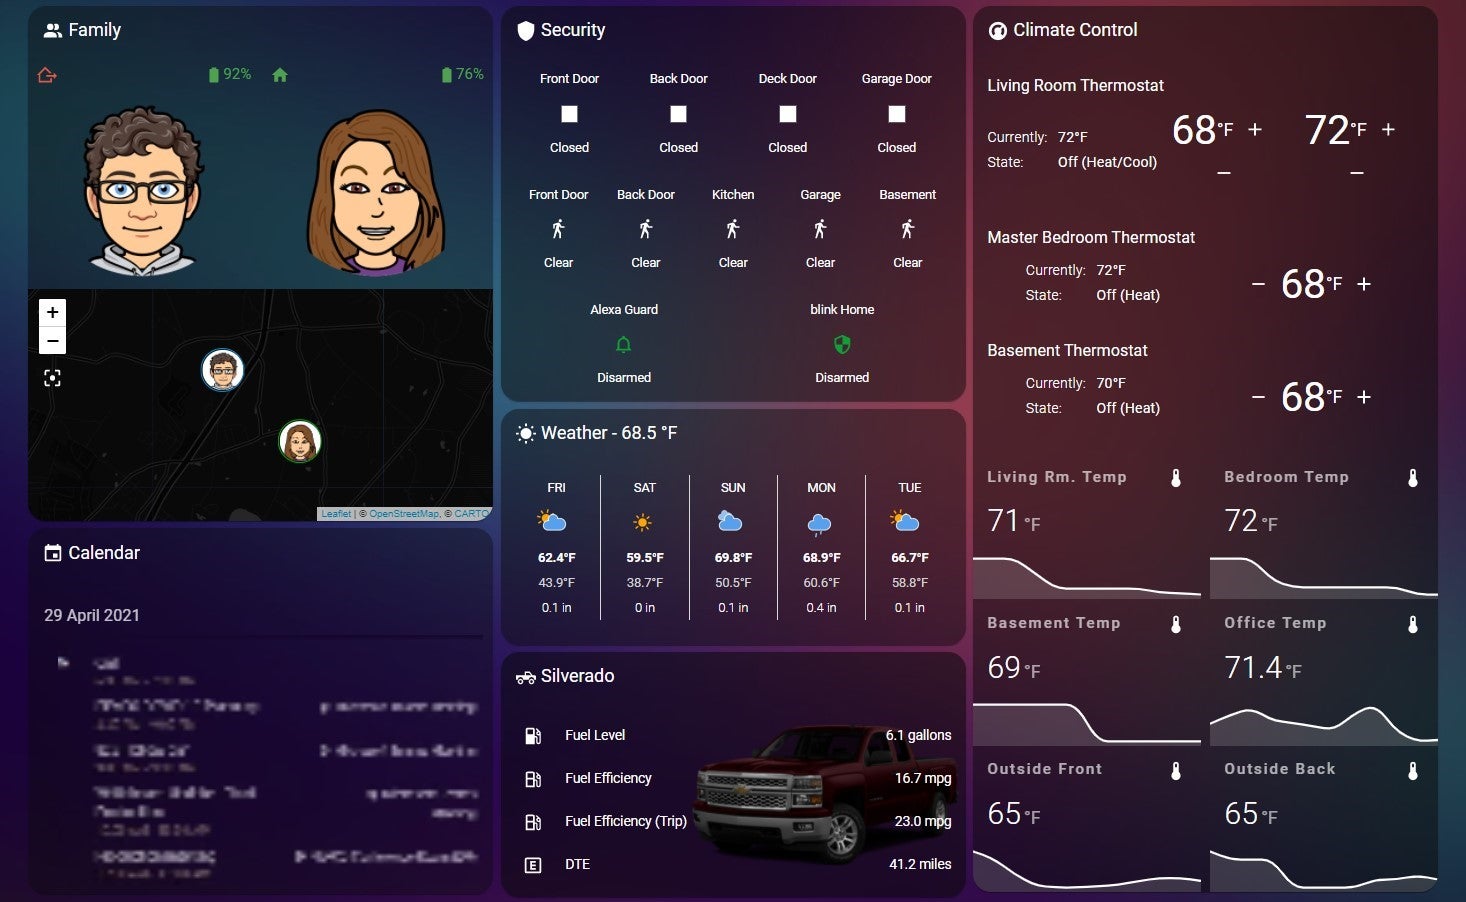 Family
92%
76%
+
−
Leaflet | © OpenStreetMap, © CARTO
Calendar
29 April 2021
Security
Front Door Back Door Deck Door Garage Door
Closed Closed Closed Closed
Front Door Back Door Kitchen Garage Basement
Clear Clear Clear Clear Clear
Alexa Guard blink Home
Disarmed Disarmed
Weather - 68.5 °F
FRI SAT SUN MON TUE
62.4°F 59.5°F 69.8°F 68.9°F 66.7°F
43.9°F 38.7°F 50.5°F 60.6°F 58.8°F
0.1 in 0 in 0.1 in 0.4 in 0.1 in
Silverado
Fuel Level 6.1 gallons
Fuel Efficiency 16.7 mpg
Fuel Efficiency (Trip) 23.0 mpg
E DTE 41.2 miles
Climate Control
Living Room Thermostat
Currently: 72°F 68°F + 72°F +
State: Off (Heat/Cool) − −
Master Bedroom Thermostat
Currently: 72°F
State: Off (Heat) − 68°F +
Basement Thermostat
Currently: 70°F
State: Off (Heat) − 68°F +
Living Rm. Temp Bedroom Temp
71 °F 72 °F
Basement Temp Office Temp
69 °F 71.4 °F
Outside Front Outside Back
65 °F 65 °F